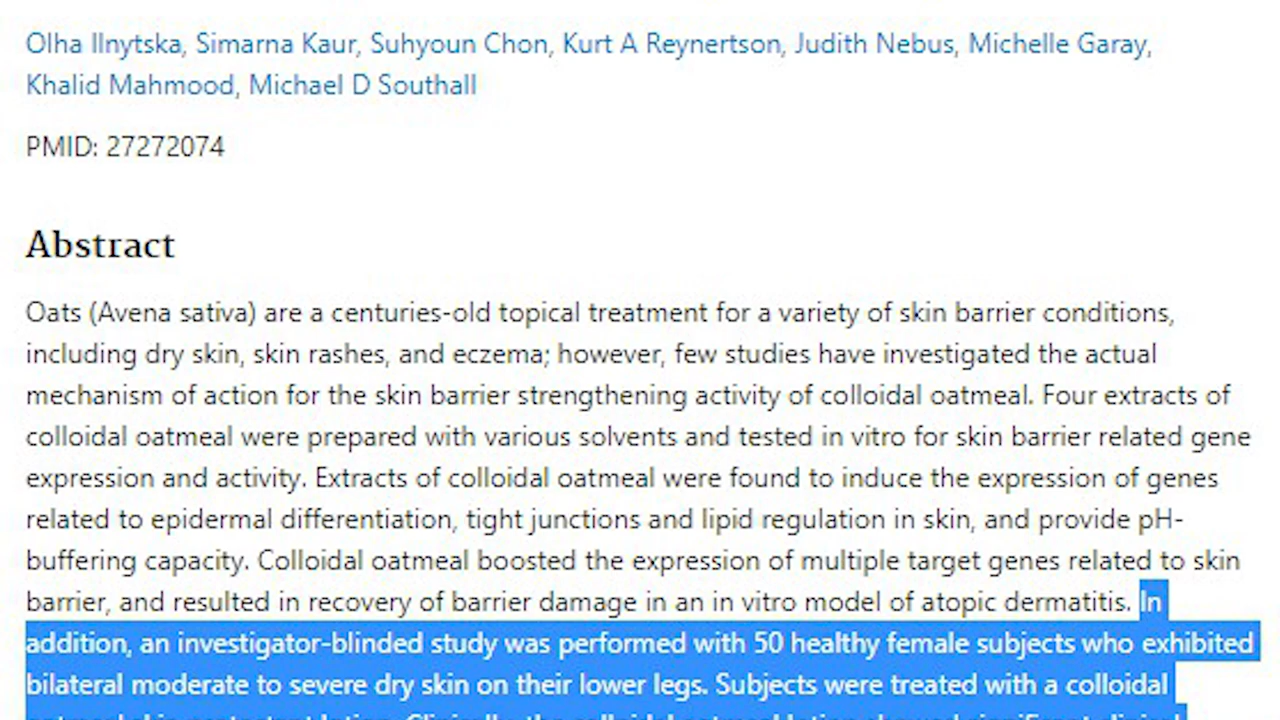 Olha Ilnytska, Simarna Kaur, Suhyoun Chon, Kurt A Reynertson, Judith Nebus, Michelle Garay,
Khalid Mahmood, Michael D Southall
PMID: 27272074
Abstract
Oats (Avena sativa) are a centuries-old topical treatment for a variety of skin barrier conditions,
including dry skin, skin rashes, and eczema; however, few studies have investigated the actual
mechanism of action for the skin barrier strengthening activity of colloidal oatmeal. Four extracts of
colloidal oatmeal were prepared with various solvents and tested in vitro for skin barrier related gene
expression and activity. Extracts of colloidal oatmeal were found to induce the expression of genes
related to epidermal differentiation, tight junctions and lipid regulation in skin, and provide pH-
buffering capacity. Colloidal oatmeal boosted the expression of multiple target genes related to skin
barrier, and resulted in recovery of barrier damage in an in vitro model of atopic dermatitis. In
addition, an investigator-blinded study was performed with 50 healthy female subjects who exhibited
bilateral moderate to severe dry skin on their lower legs. Subjects were treated with a colloidal